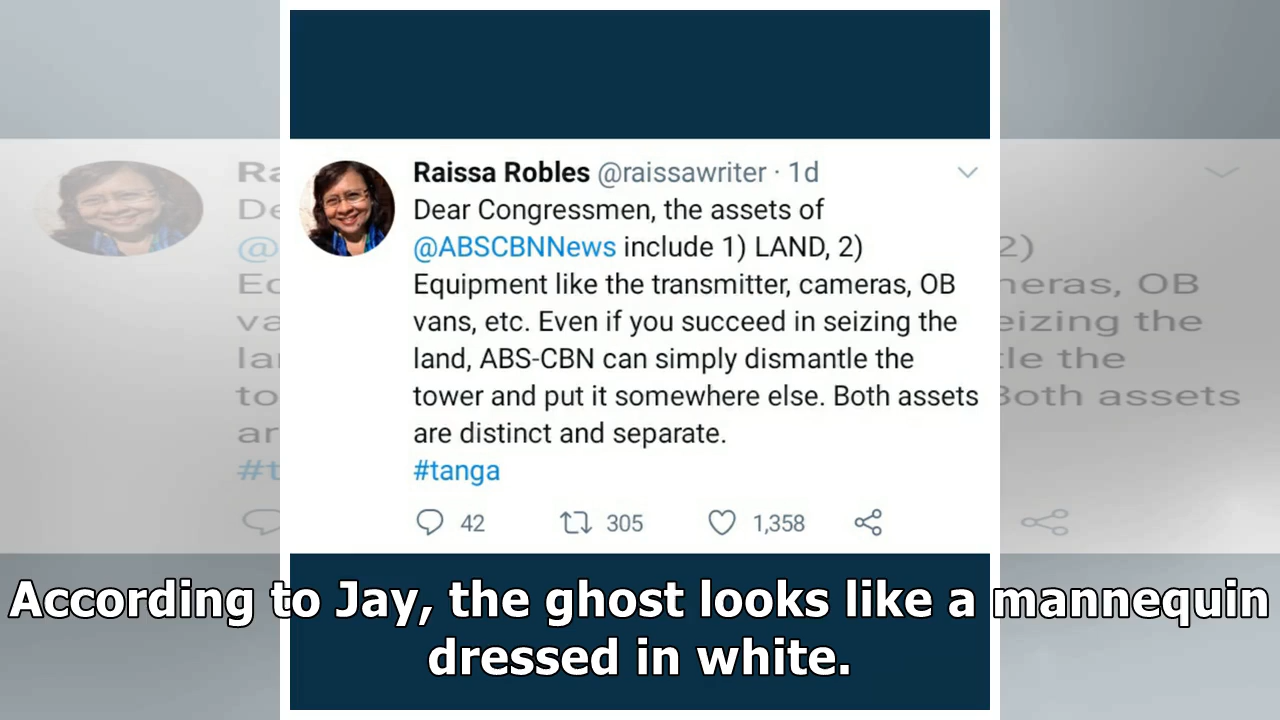 Raissa Robles @raissawriter · 1d
Dear Congressmen, the assets of
@ABSCBNNews include 1) LAND, 2)
Equipment like the transmitter, cameras, OB
vans, etc. Even if you succeed in seizing the
land, ABS-CBN can simply dismantle the
tower and put it somewhere else. Both assets
are distinct and separate.
#tanga
42 305 1,358
According to Jay, the ghost looks like a mannequin
dressed in white.